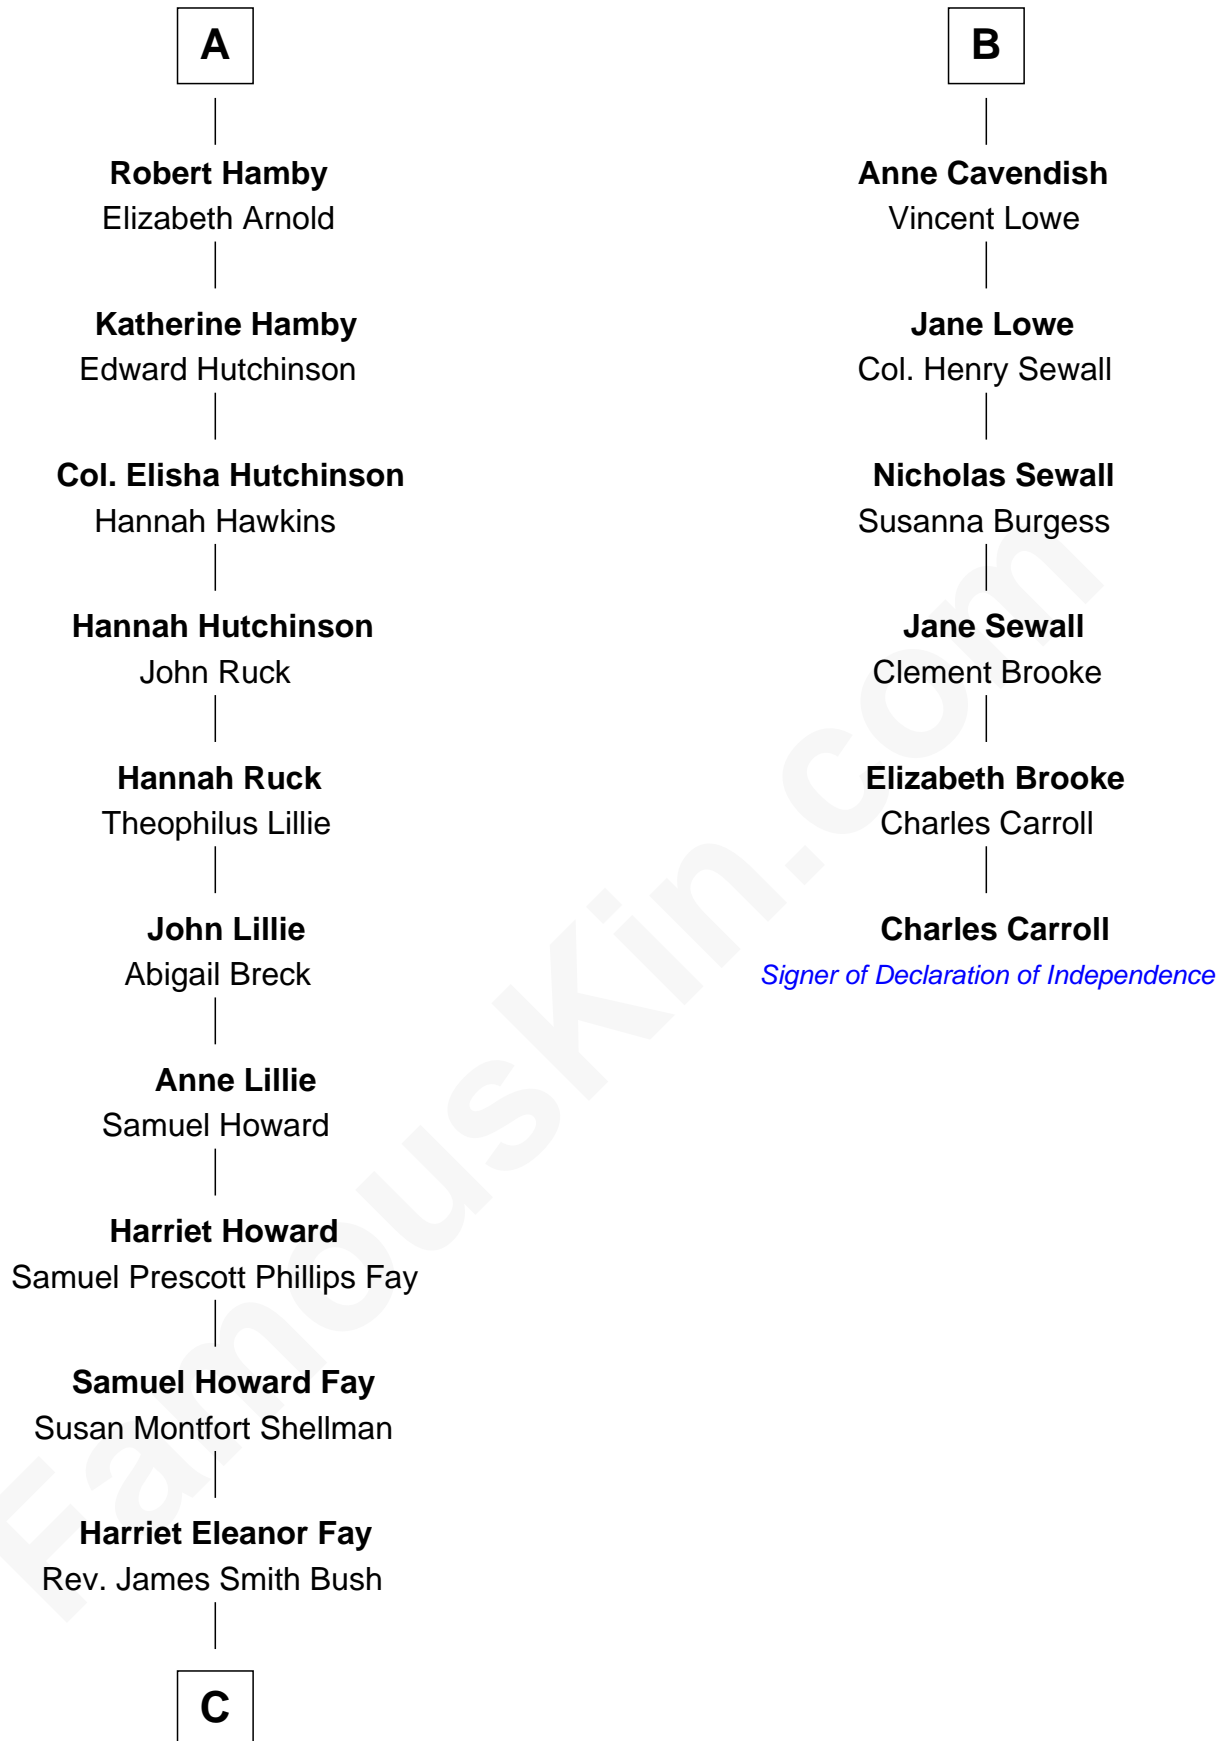 A
Robert Hamby
Elizabeth Arnold
Katherine Hamby
Edward Hutchinson
Col. Elisha Hutchinson
Hannah Hawkins
Hannah Hutchinson
John Ruck
Hannah Ruck
Theophilus Lillie
John Lillie
Abigail Breck
Anne Lillie
Samuel Howard
Harriet Howard
Samuel Prescott Phillips Fay
Samuel Howard Fay
Susan Montfort Shellman
Harriet Eleanor Fay
Rev. James Smith Bush
C
B
Anne Cavendish
Vincent Lowe
Jane Lowe
Col. Henry Sewall
Nicholas Sewall
Susanna Burgess
Jane Sewall
Clement Brooke
Elizabeth Brooke
Charles Carroll
Charles Carroll
Signer of Declaration of Independence
FamousKin.com